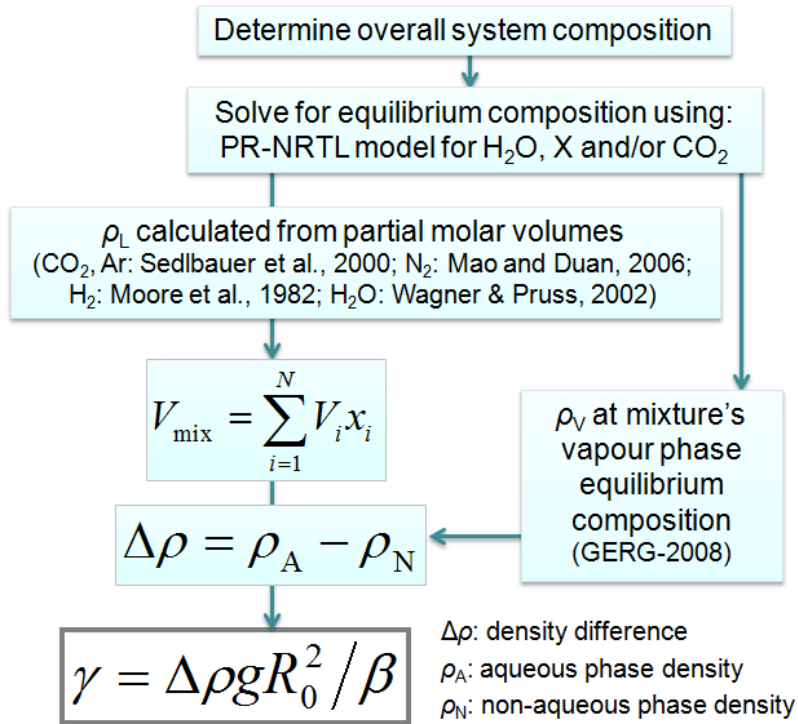 Determine overall system composition
Solve for equilibrium composition using:
PR-NRTL model for H₂O, X and/or CO₂
ρL calculated from partial molar volumes
(CO₂, Ar: Sedlbauer et al., 2000; N₂: Mao and Duan, 2006;
H₂: Moore et al., 1982; H₂O: Wagner & Pruss, 2002)
V_mix = ∑_{i=1}^{N} V_i x_i
ρV at mixture's
vapour phase
equilibrium
composition
(GERG-2008)
Δρ = ρA − ρN
γ = ΔρgR₀²/β
Δρ: density difference
ρA: aqueous phase density
ρN: non-aqueous phase density